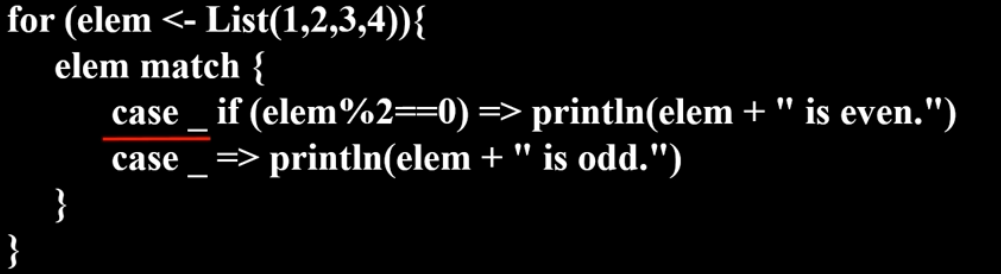 for (elem <- List(1,2,3,4)){
elem match {
case _ if (elem%2==0) => println(elem + " is even.")
case _ => println(elem + " is odd.")
}
}